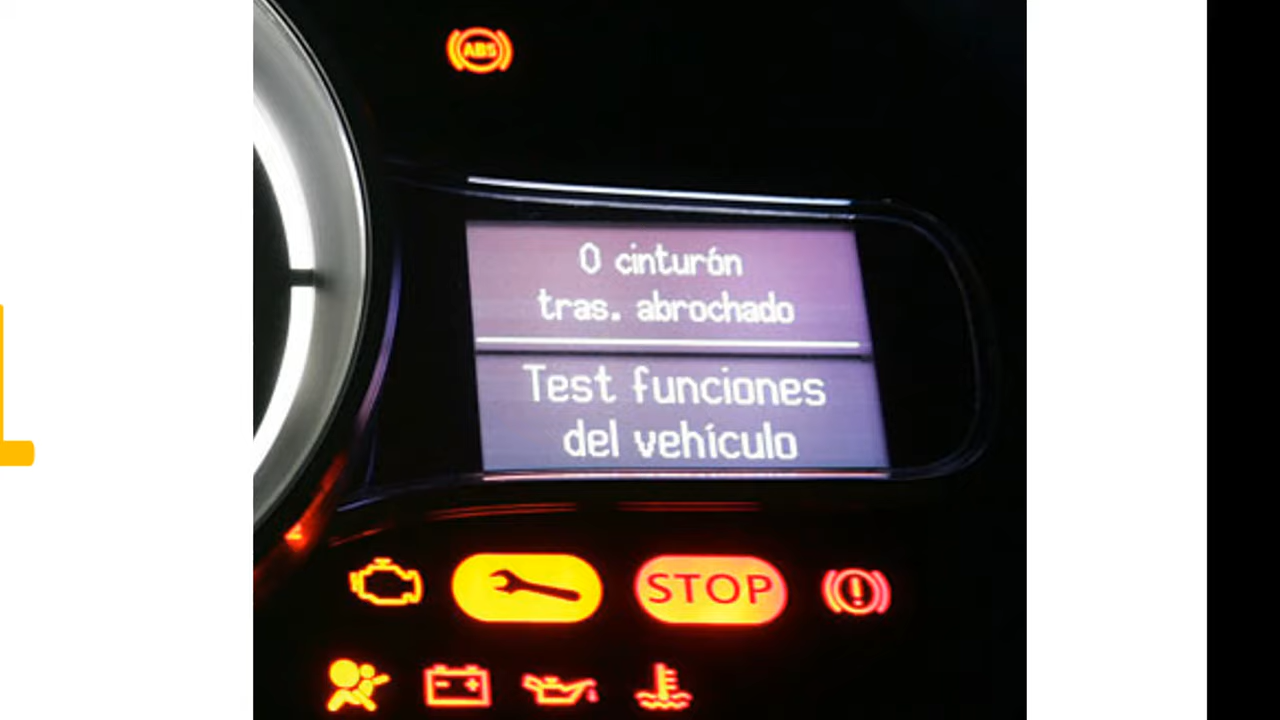 ABS
0 cinturón
tras. abrochado
Test funciones
del vehículo
STOP